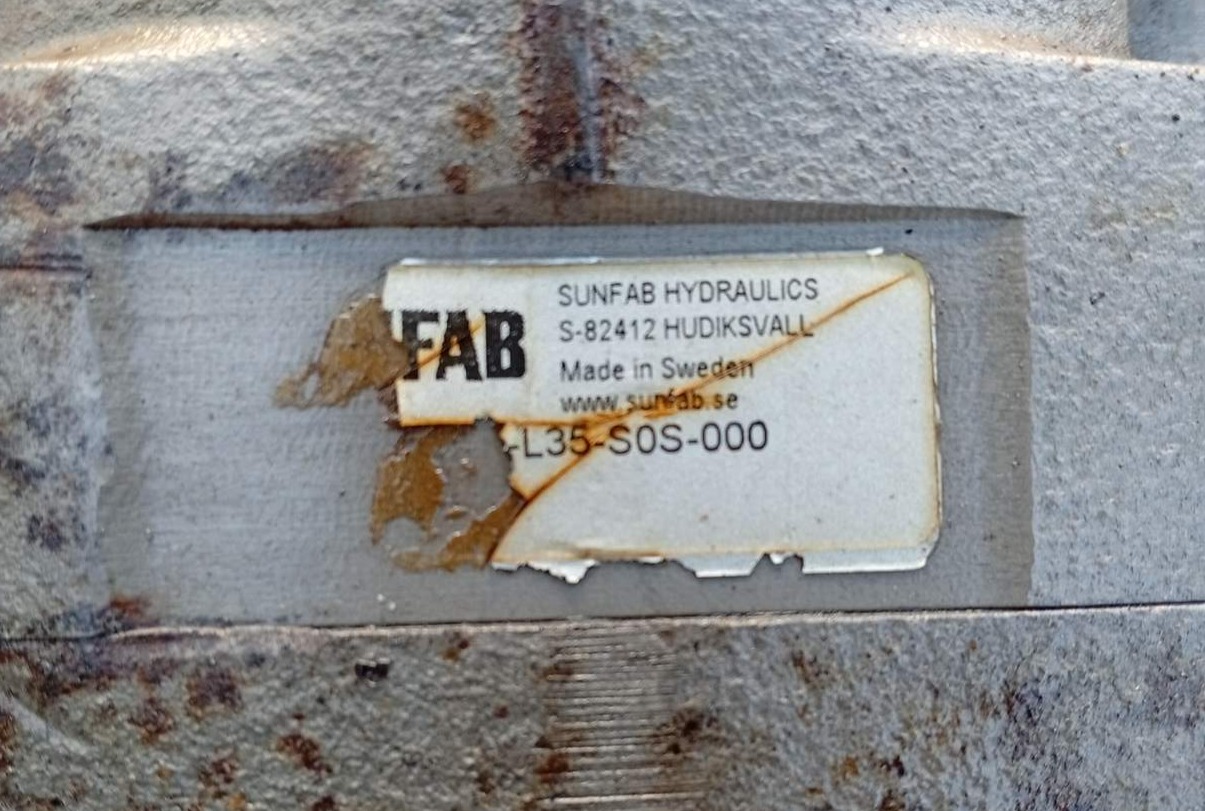 FAB
SUNFAB HYDRAULICS
S-82412 HUDIKSVALL
Made in Sweden
www.sunfab.se
-L35-S0S-000